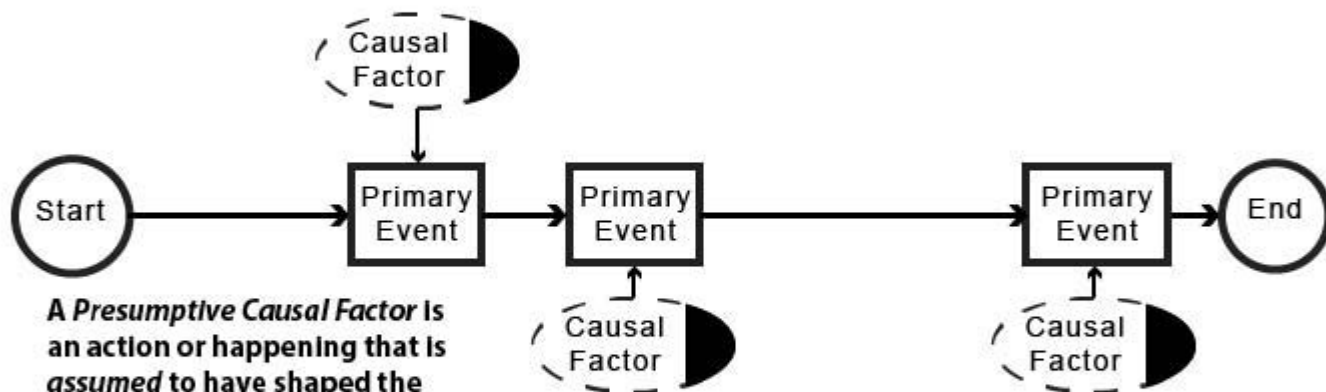 Causal
Factor
Start
Primary
Event
Primary
Event
Primary
Event
End
A Presumptive Causal Factor is
an action or happening that is
assumed to have shaped the
Causal
Factor
Causal
Factor